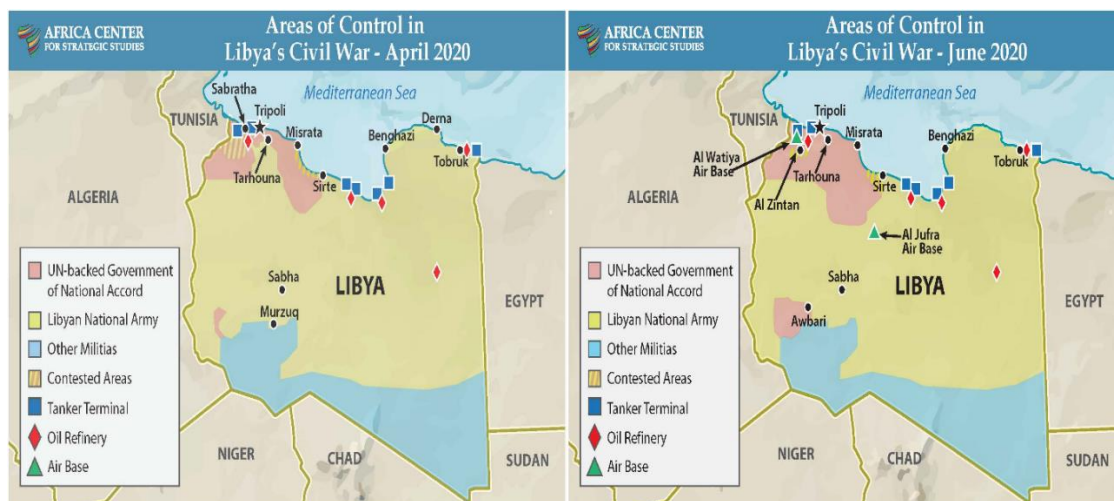 AFRICA CENTER
FOR STRATEGIC STUDIES
Areas of Control in
Libya's Civil War - April 2020
Sabratha
Tripoli
Mediterranean Sea
TUNISIA
Misrata
Benghazi
Derna
Tobruk
Tarhouna
Sirte
ALGERIA
UN-backed Government
of National Accord
Libyan National Army
Other Militias
Contested Areas
Tanker Terminal
Oil Refinery
Air Base
Sabha
LIBYA
Murzuq
EGYPT
NIGER
CHAD
SUDAN
AFRICA CENTER
FOR STRATEGIC STUDIES
Areas of Control in
Libya's Civil War - June 2020
Tripoli
Mediterranean Sea
TUNISIA
Misrata
Benghazi
Tobruk
Al Watiya
Air Base
Tarhouna
Sirte
ALGERIA
Al Zintan
Al Jufra
Air Base
UN-backed Government
of National Accord
Libyan National Army
Other Militias
Contested Areas
Tanker Terminal
Oil Refinery
Air Base
Sabha
LIBYA
Awbari
EGYPT
NIGER
CHAD
SUDAN